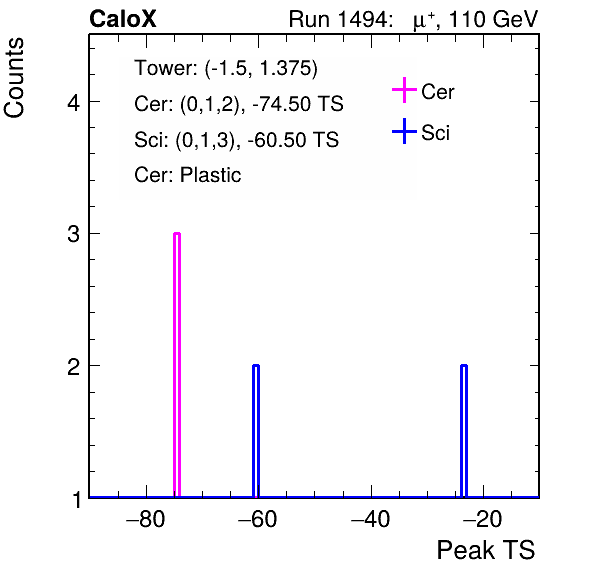 CaloX Run 1494: μ⁺, 110 GeV
Counts
Tower: (-1.5, 1.375)
Cer: (0,1,2), -74.50 TS
Sci: (0,1,3), -60.50 TS
Cer: Plastic
Cer
Sci
4
3
2
1
−80 −60 −40 −20
Peak TS